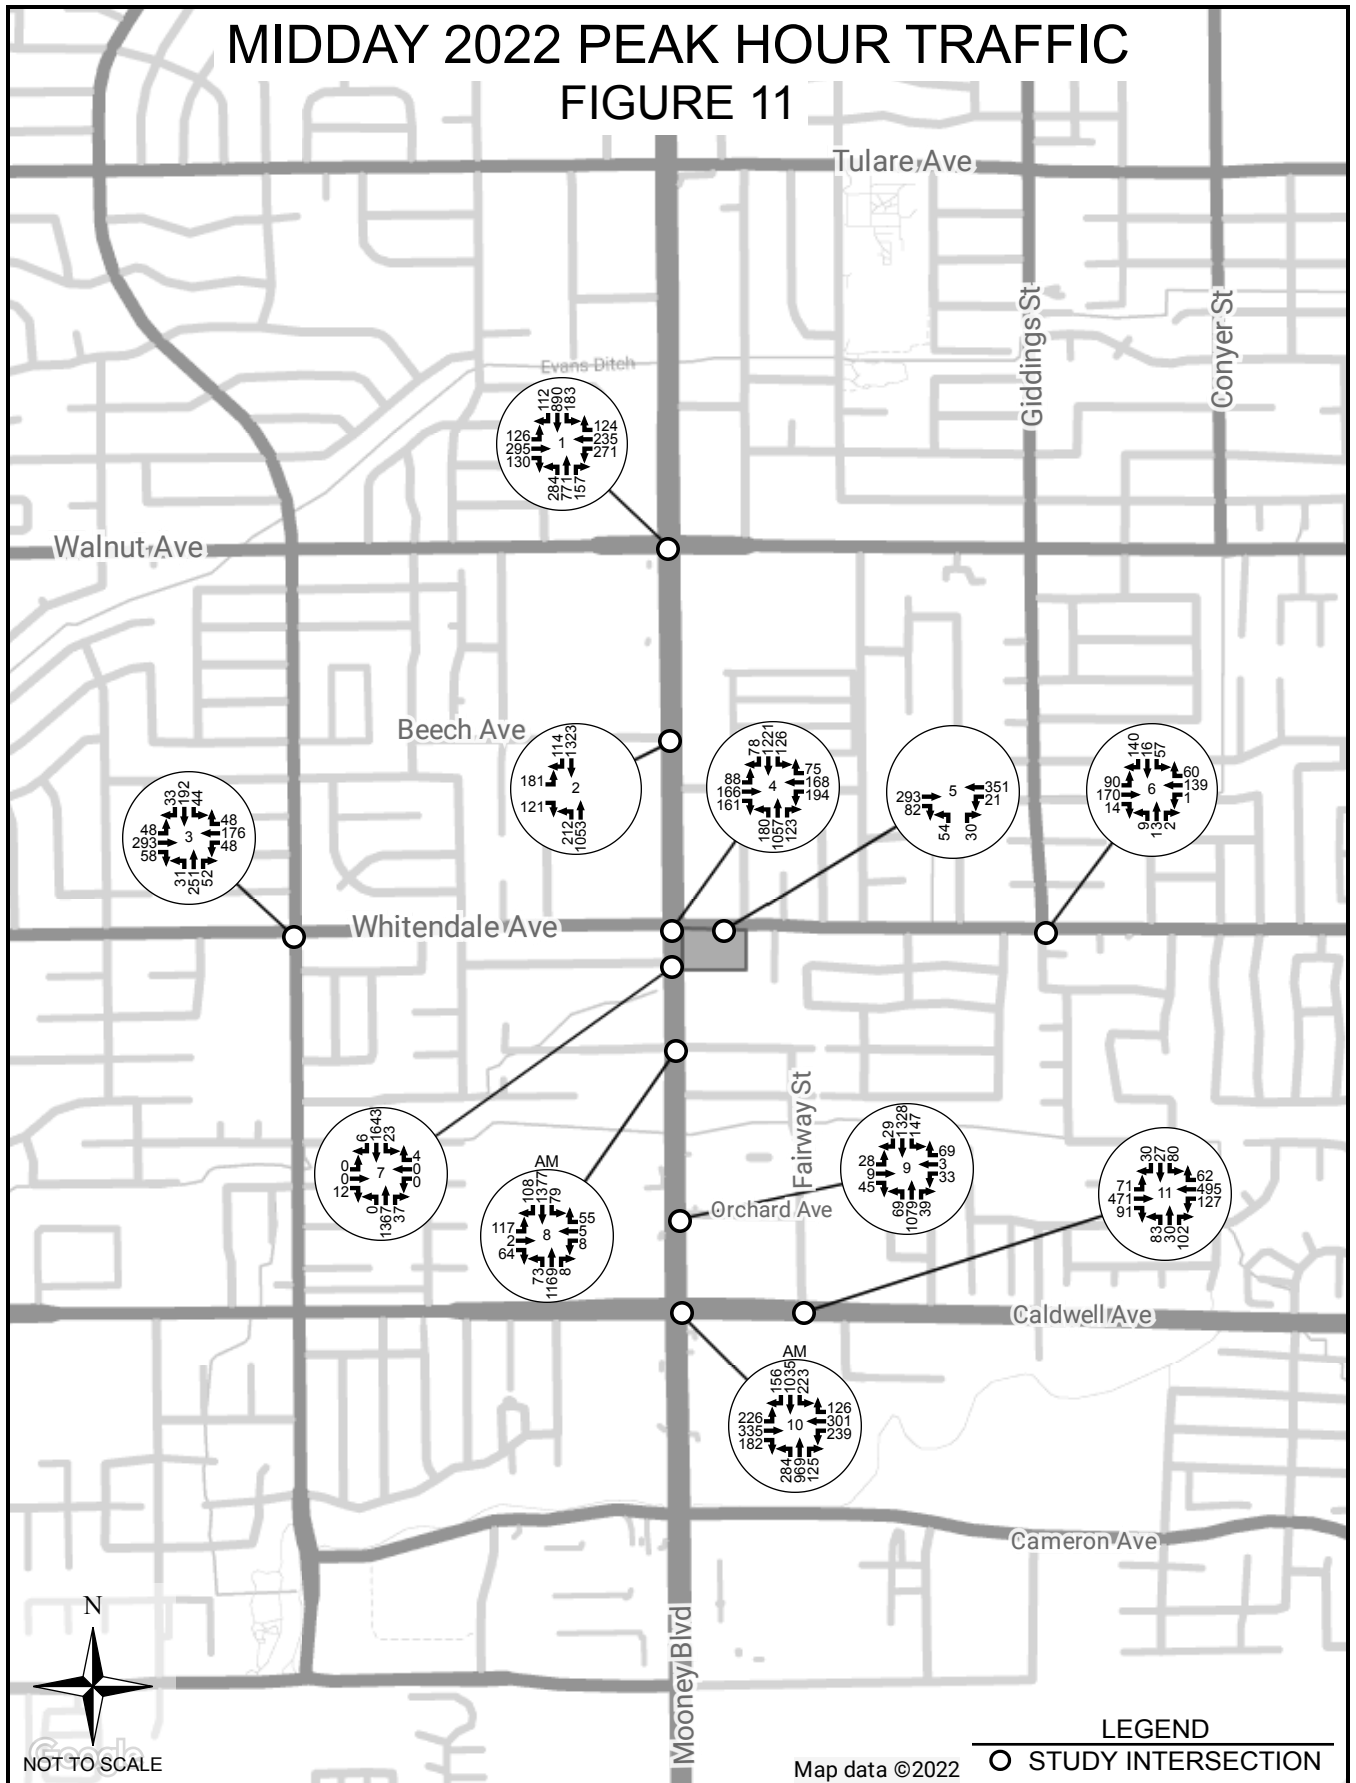 MIDDAY 2022 PEAK HOUR TRAFFIC
FIGURE 11
Tulare Ave
Giddings St
Conyer St
Evans Ditch
112 890 183
126 124
295 1 235
130 271
284 771 157
Walnut Ave
Beech Ave
114 1323
181 2
121
212 1053
78 1221 126
88 75
166 4 168
161 194
180 1057 123
293 5 351
82 21
54 30
140 16 57
90 60
170 6 139
14 1
9 13 2
33 192 44
48 48
293 3 176
58 48
31 251 52
Whitendale Ave
Fairway St
6 1643 23
0 4
0 7 0
12 0
0 1367 37
AM
108 1377 79
117 55
2 8 5
64 8
73 1169 8
29 1328 147
28 69
9 9 3
45 33
69 1079 39
Orchard Ave
30 27 80
71 62
471 11 495
91 127
83 30 102
Caldwell Ave
AM
156 1035 223
226 126
335 10 301
182 239
284 969 125
Cameron Ave
Mooney Blvd
N
Google
NOT TO SCALE
Map data ©2022
LEGEND
STUDY INTERSECTION